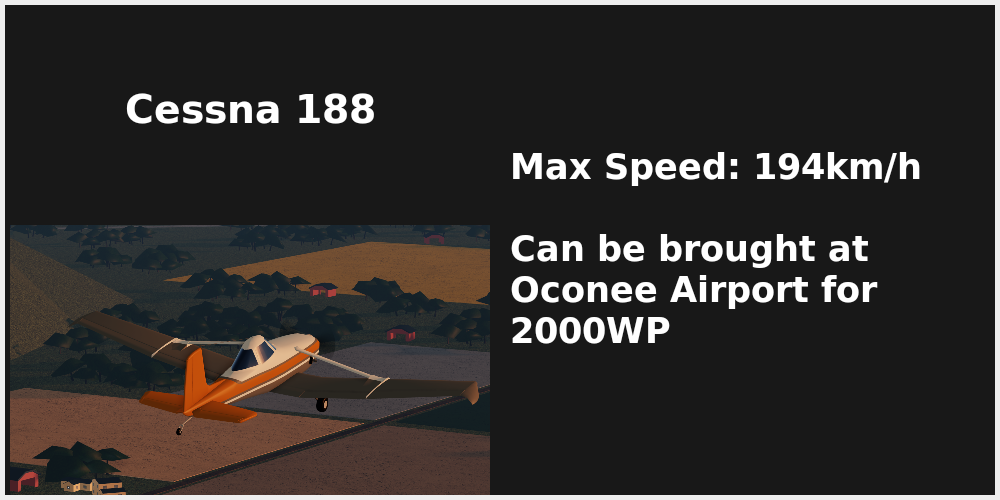 Cessna 188
Max Speed: 194km/h
Can be brought at
Oconee Airport for
2000WP